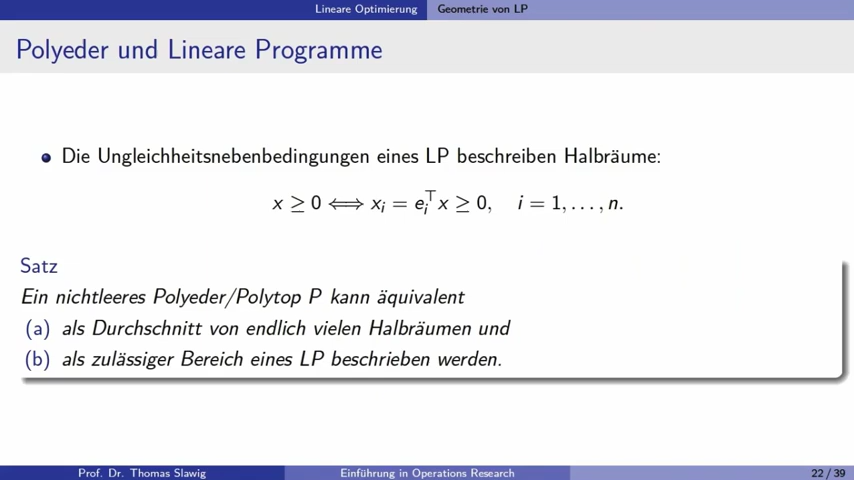 Lineare Optimierung Geometrie von LP
Polyeder und Lineare Programme
Die Ungleichheitsnebenbedingungen eines LP beschreiben Halbräume:
x ≥ 0 ⟺ xᵢ = eᵢ⊤x ≥ 0, i = 1, . . . , n.
Satz
Ein nichtleeres Polyeder/Polytop P kann äquivalent
(a) als Durchschnitt von endlich vielen Halbräumen und
(b) als zulässiger Bereich eines LP beschrieben werden.
Prof. Dr. Thomas Slawig Einführung in Operations Research 22 / 39